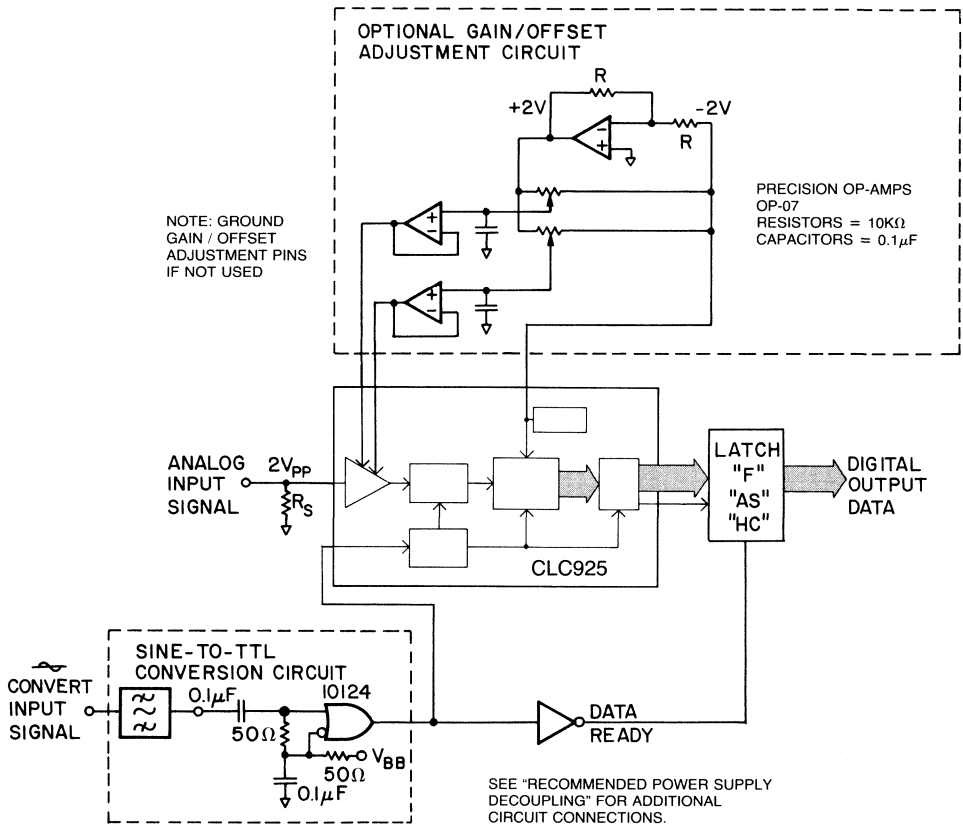 OPTIONAL GAIN/OFFSET
ADJUSTMENT CIRCUIT
R
+2V
-2V
R
-
+
PRECISION OP-AMPS
OP-07
RESISTORS = 10KΩ
CAPACITORS = 0.1μF
NOTE: GROUND
GAIN / OFFSET
ADJUSTMENT PINS
IF NOT USED
+
-
+
-
ANALOG
INPUT
SIGNAL
2VPP
RS
LATCH
"F"
"AS"
"HC"
DIGITAL
OUTPUT
DATA
CLC925
SINE-TO-TTL
CONVERSION CIRCUIT
10124
CONVERT
INPUT
SIGNAL
0.1μF
50Ω
VBB
50Ω
0.1μF
DATA
READY
SEE "RECOMMENDED POWER SUPPLY
DECOUPLING" FOR ADDITIONAL
CIRCUIT CONNECTIONS.